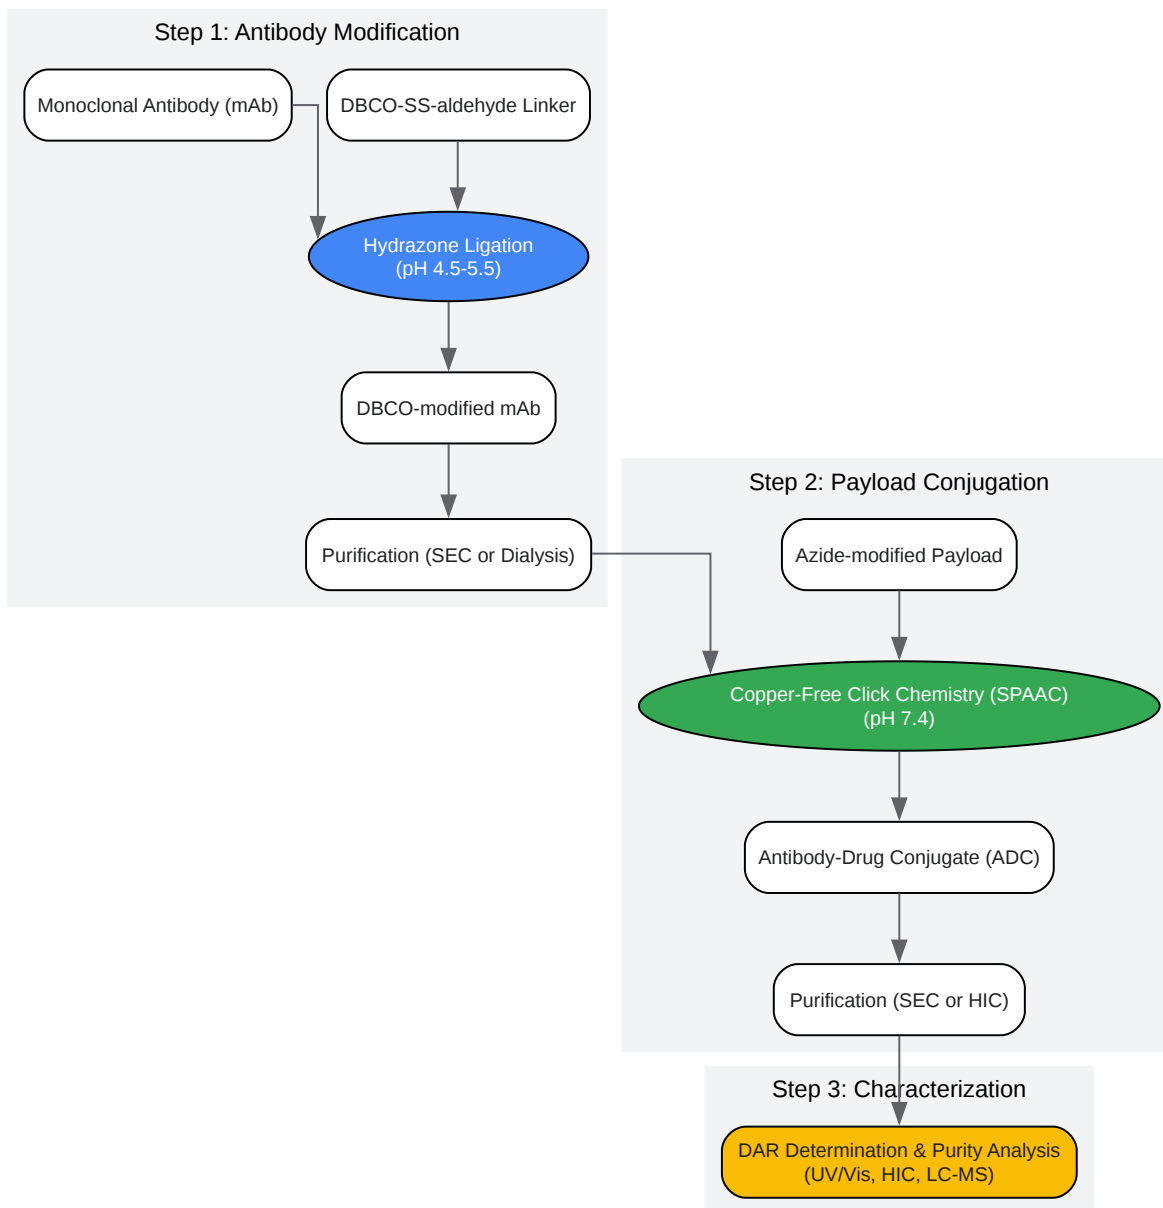 Step 1: Antibody Modification
Monoclonal Antibody (mAb)
DBCO-SS-aldehyde Linker
Hydrazone Ligation
(pH 4.5-5.5)
DBCO-modified mAb
Purification (SEC or Dialysis)
Step 2: Payload Conjugation
Azide-modified Payload
Copper-Free Click Chemistry (SPAAC)
(pH 7.4)
Antibody-Drug Conjugate (ADC)
Purification (SEC or HIC)
Step 3: Characterization
DAR Determination & Purity Analysis
(UV/Vis, HIC, LC-MS)